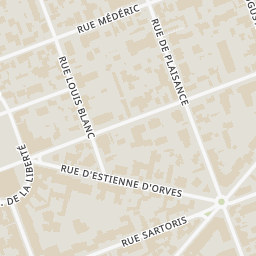 RUE MÉDÉRIC
RUE DE PLAISANCE
RUE LOUIS BLANC
. DE LA LIBERTÉ
RUE D'ESTIENNE D'ORVES
RUE SARTORIS